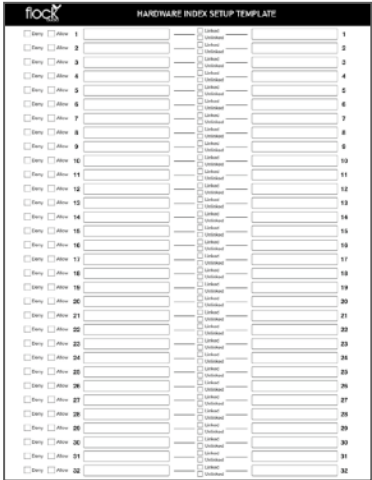 flock
HARDWARE INDEX SETUP TEMPLATE
Deny Allow 1 Linked 1
Unlinked
Deny Allow 2 Linked 2
Unlinked
Deny Allow 3 Linked 3
Unlinked
Deny Allow 4 Linked 4
Unlinked
Deny Allow 5 Linked 5
Unlinked
Deny Allow 6 Linked 6
Unlinked
Deny Allow 7 Linked 7
Unlinked
Deny Allow 8 Linked 8
Unlinked
Deny Allow 9 Linked 9
Unlinked
Deny Allow 10 Linked 10
Unlinked
Deny Allow 11 Linked 11
Unlinked
Deny Allow 12 Linked 12
Unlinked
Deny Allow 13 Linked 13
Unlinked
Deny Allow 14 Linked 14
Unlinked
Deny Allow 15 Linked 15
Unlinked
Deny Allow 16 Linked 16
Unlinked
Deny Allow 17 Linked 17
Unlinked
Deny Allow 18 Linked 18
Unlinked
Deny Allow 19 Linked 19
Unlinked
Deny Allow 20 Linked 20
Unlinked
Deny Allow 21 Linked 21
Unlinked
Deny Allow 22 Linked 22
Unlinked
Deny Allow 23 Linked 23
Unlinked
Deny Allow 24 Linked 24
Unlinked
Deny Allow 25 Linked 25
Unlinked
Deny Allow 26 Linked 26
Unlinked
Deny Allow 27 Linked 27
Unlinked
Deny Allow 28 Linked 28
Unlinked
Deny Allow 29 Linked 29
Unlinked
Deny Allow 30 Linked 30
Unlinked
Deny Allow 31 Linked 31
Unlinked
Deny Allow 32 Linked 32
Unlinked